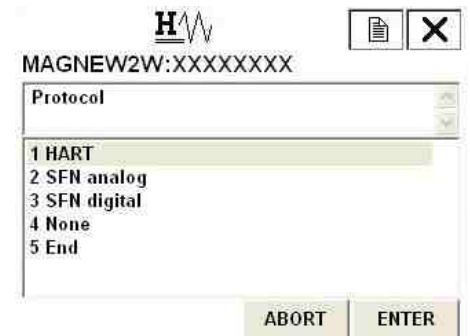 H
MAGNEW2W:XXXXXXXX
Protocol
1 HART
2 SFN analog
3 SFN digital
4 None
5 End
ABORT ENTER